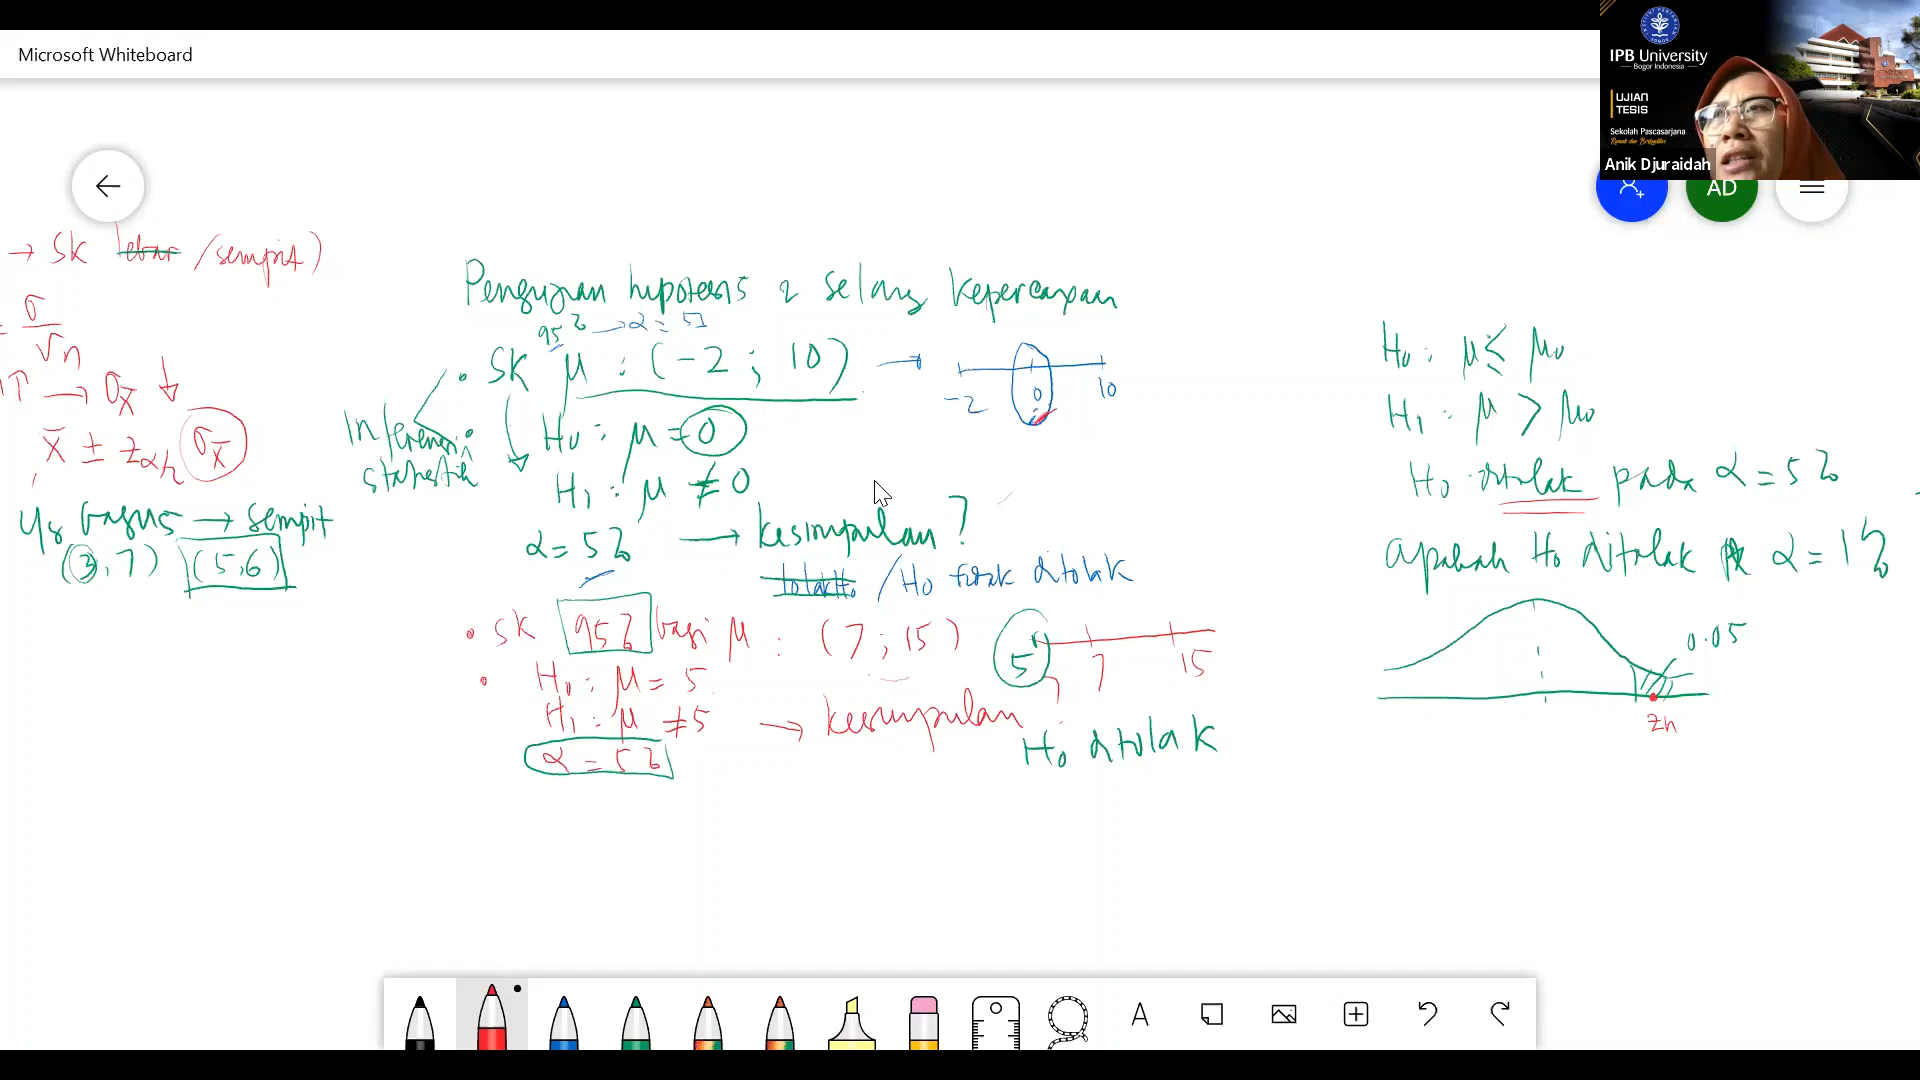 Microsoft Whiteboard
IPB University
Bogor Indonesia
UJIAN
TESIS
Sekolah Pascasarjana
Anik Djuraidah
AD
→ SK lebar / sempit)
σ
√n
→ σx̄ ↓
x̄ ± zα/2 σx̄
Yg bagus → sempit
(3,7) (5,6)
Pengujian hipotesis & selang kepercayaan
95% → α = 5%
• SK μ : (-2 ; 10) →
-2 0 10
Inferensi
statistik
H0 : μ = 0
H1 : μ ≠ 0
α = 5% → kesimpulan ?
tolak H0 / H0 tidak ditolak
• SK 95% bagi μ : (7 ; 15)
5 7 15
• H0 : μ = 5
H1 : μ ≠ 5 → kesimpulan
α = 5%
H0 ditolak
H0 : μ ≤ μ0
H1 : μ > μ0
H0 ditolak pada α = 5%
apakah H0 ditolak α = 1%
0.05
zh
A